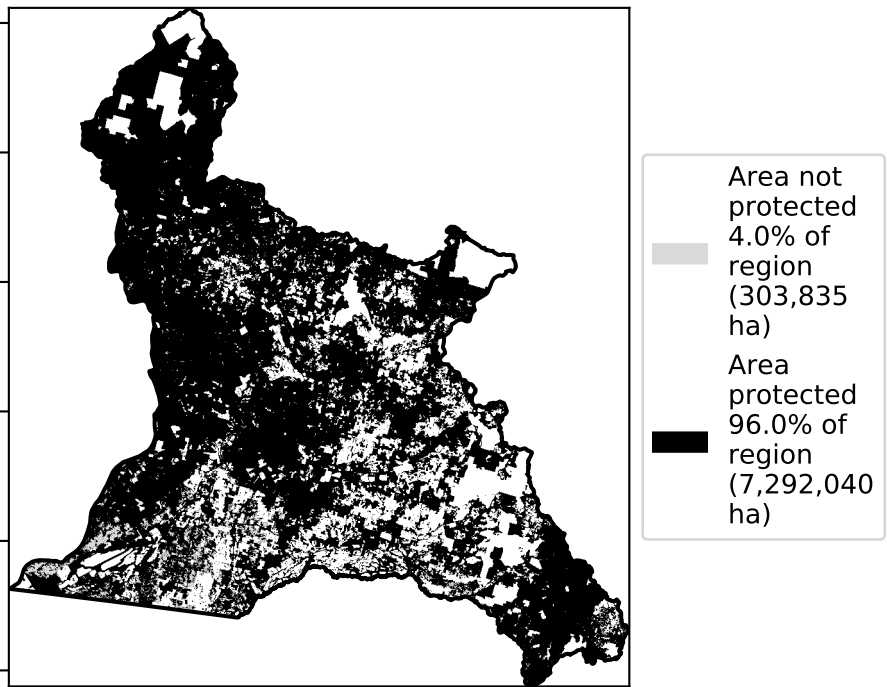 Area not
protected
4.0% of
region
(303,835
ha)
Area
protected
96.0% of
region
(7,292,040
ha)